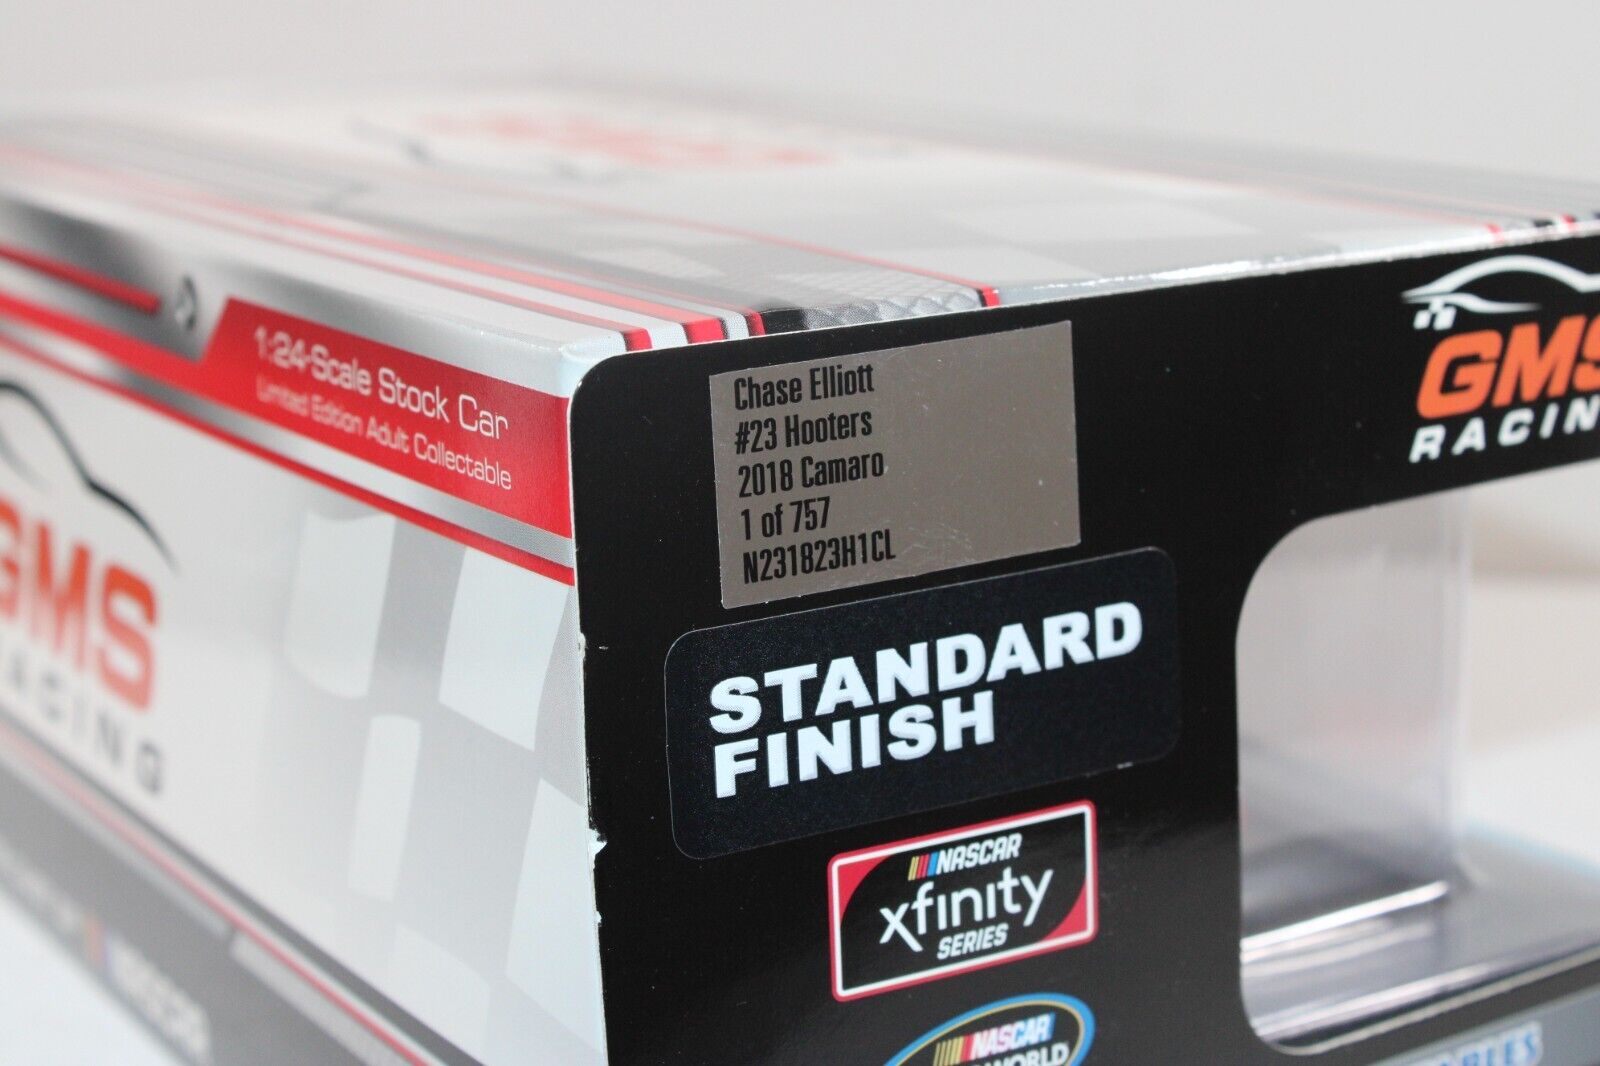 1:24-Scale Stock Car
Limited Edition Adult Collectable
GMS
RACING
Chase Elliott
#23 Hooters
2018 Camaro
1 of 757
N231823H1CL
STANDARD
FINISH
NASCAR
xfinity
SERIES
NASCAR
WORLD
GMS
RACIN